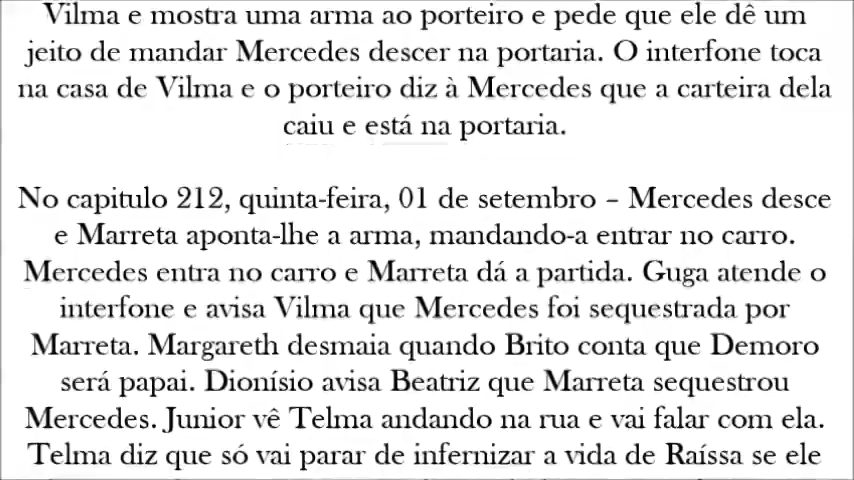 Vilma e mostra uma arma ao porteiro e pede que ele dê um
jeito de mandar Mercedes descer na portaria. O interfone toca
na casa de Vilma e o porteiro diz à Mercedes que a carteira dela
caiu e está na portaria.
No capitulo 212, quinta-feira, 01 de setembro – Mercedes desce
e Marreta aponta-lhe a arma, mandando-a entrar no carro.
Mercedes entra no carro e Marreta dá a partida. Guga atende o
interfone e avisa Vilma que Mercedes foi sequestrada por
Marreta. Margareth desmaia quando Brito conta que Demoro
será papai. Dionísio avisa Beatriz que Marreta sequestrou
Mercedes. Junior vê Telma andando na rua e vai falar com ela.
Telma diz que só vai parar de infernizar a vida de Raíssa se ele